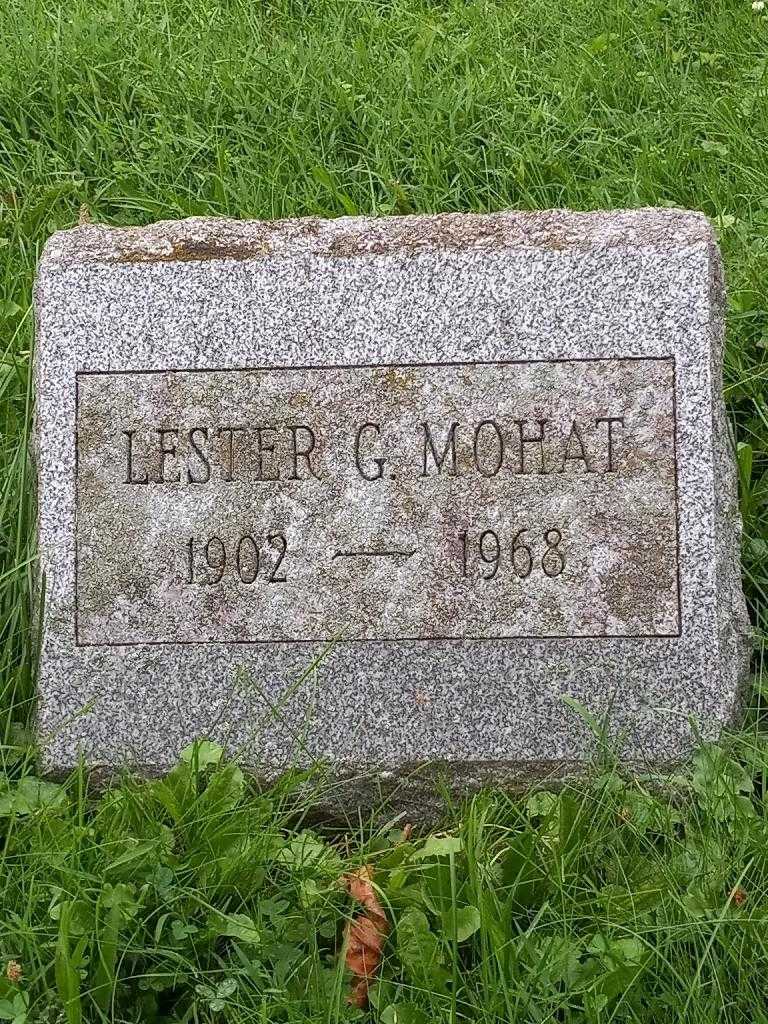 LESTER G. MOHAT
1902 — 1968